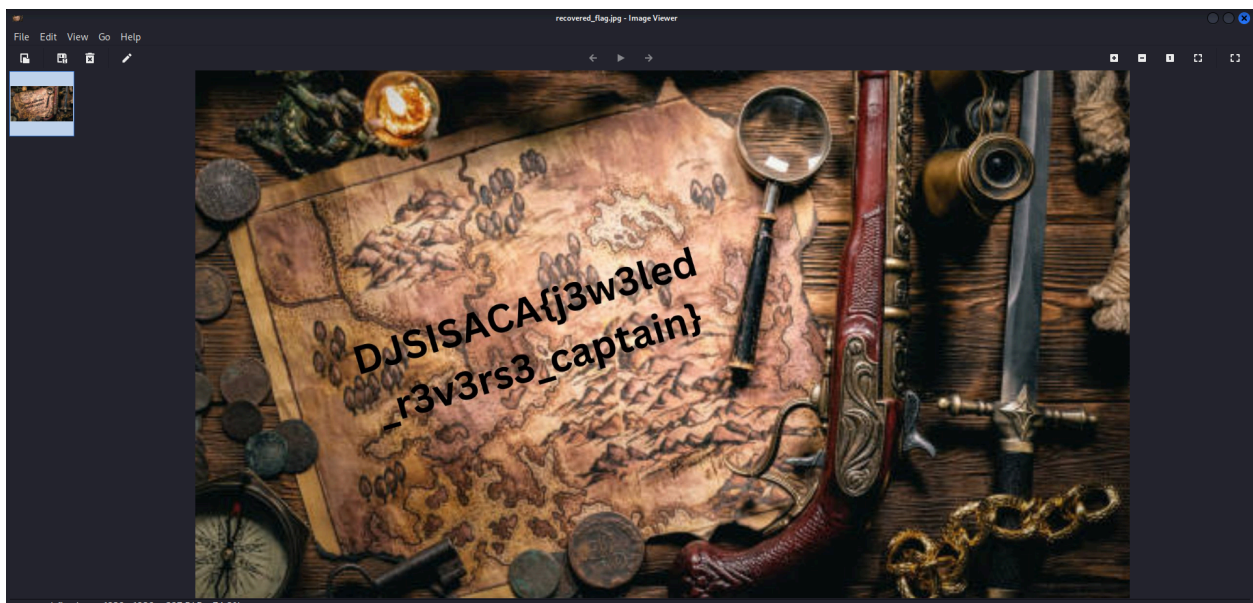 recovered_flag.jpg - Image Viewer
File Edit View Go Help
DJSISACA{j3w3led
_r3v3rs3_captain}